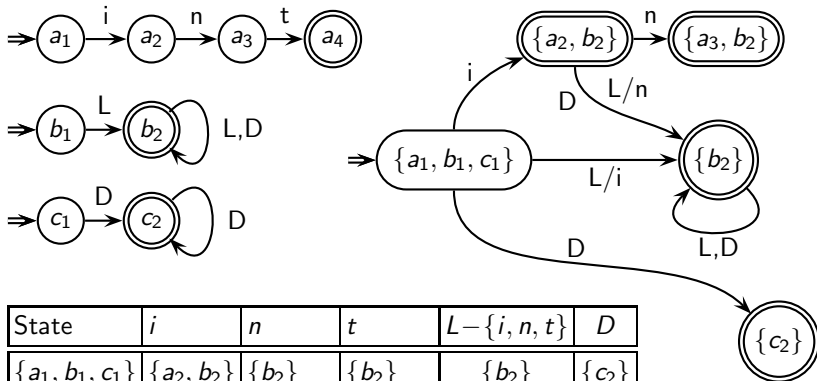 i n t
a1 a2 a3 a4
L
b1 b2 L,D
D
c1 c2 D
{a2, b2} n {a3, b2}
i D L/n
{a1, b1, c1} L/i {b2}
L,D
D
{c2}
State i n t L−{i, n, t} D
{a1, b1, c1} {a2, b2} {b2} {b2} {b2} {c2}